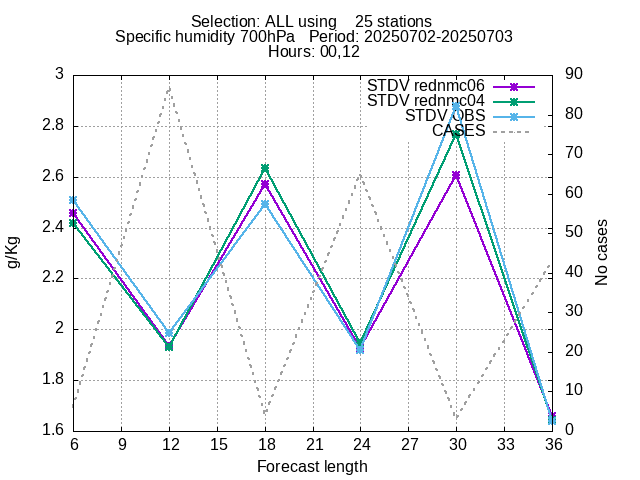 Selection: ALL using    25 stations
Specific humidity 700hPa   Period: 20250702-20250703
Hours: 00,12
STDV rednmc06
STDV rednmc04
STDV OBS
CASES
3
2.8
2.6
2.4
2.2
2
1.8
1.6
g/Kg
90
80
70
60
50
40
30
20
10
0
No cases
6 9 12 15 18 21 24 27 30 33 36
Forecast length